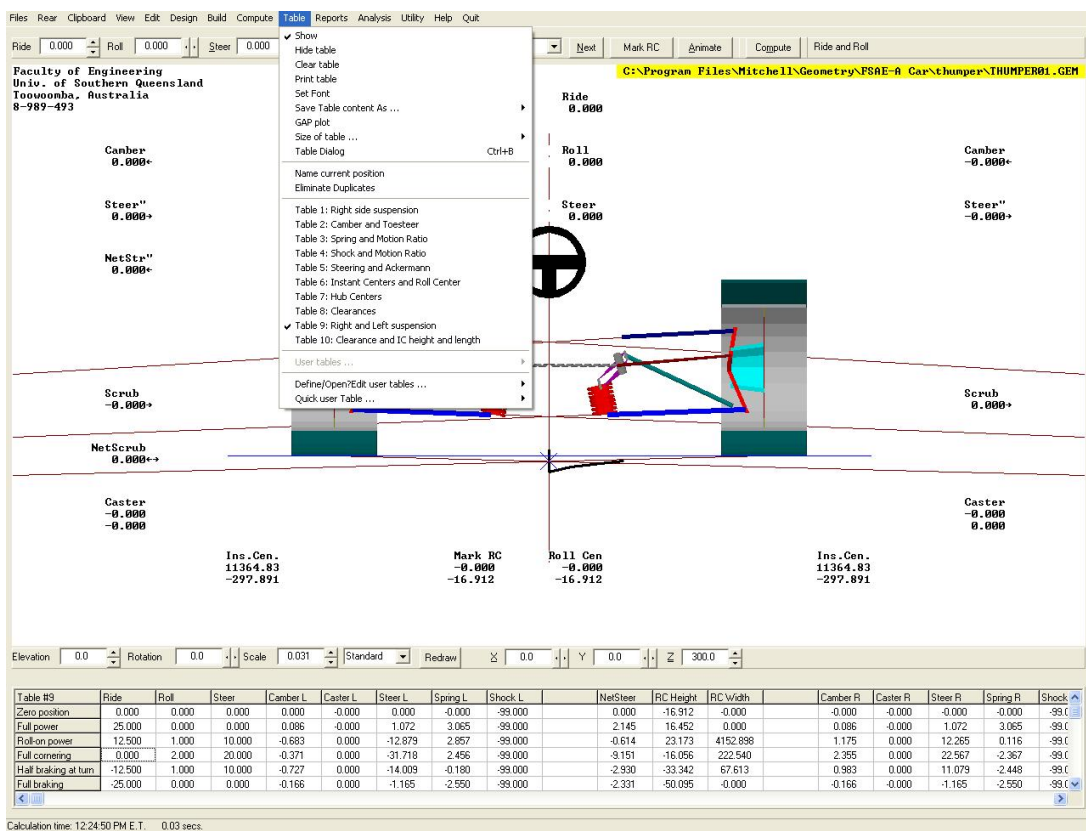 Files Rear Clipboard View Edit Design Build Compute Table Reports Analysis Utility Help Quit
Ride 0.000 Roll 0.000 Steer 0.000 Next Mark RC Animate Compute Ride and Roll
Faculty of Engineering
Univ. of Southern Queensland
Toowoomba, Australia
8-989-493
C:\Program Files\Mitchell\Geometry\FSAE-A Car\thumper\THUMPER01.GEM
✓ Show
Hide table
Clear table
Print table
Set Font
Save Table content As ...
GAP plot
Size of table ...
Table Dialog Ctrl+B
Name current position
Eliminate Duplicates
Table 1: Right side suspension
Table 2: Camber and Toesteer
Table 3: Spring and Motion Ratio
Table 4: Shock and Motion Ratio
Table 5: Steering and Ackermann
Table 6: Instant Centers and Roll Center
Table 7: Hub Centers
Table 8: Clearances
✓ Table 9: Right and Left suspension
Table 10: Clearance and IC height and length
User tables ...
Define/Open?Edit user tables ...
Quick user Table ...
Camber
0.000←
Steer"
0.000→
NetStr"
0.000←
Scrub
-0.000→
NetScrub
0.000↔
Caster
-0.000
-0.000
Ride
0.000
Roll
0.000
Steer
0.000
Camber
-0.000←
Steer"
-0.000→
Scrub
0.000→
Caster
-0.000
0.000
Ins.Cen.
11364.83
-297.891
Mark RC
-0.000
-16.912
Roll Cen
-0.000
-16.912
Ins.Cen.
11364.83
-297.891
Elevation 0.0 Rotation 0.0 Scale 0.031 Standard Redraw X 0.0 Y 0.0 Z 300.0
Table #9 Ride Roll Steer Camber L Caster L Steer L Spring L Shock L NetSteer RC Height RC Width Camber R Caster R Steer R Spring R Shock
Zero position 0.000 0.000 0.000 -0.000 -0.000 0.000 -0.000 -99.000 0.000 -16.912 -0.000 -0.000 -0.000 -0.000 -0.000 -99.0
Full power 25.000 0.000 0.000 0.086 -0.000 1.072 3.065 -99.000 2.145 16.452 -0.000 0.086 -0.000 1.072 3.065 -99.0
Roll-on power 12.500 1.000 10.000 -0.683 0.000 -12.879 2.857 -99.000 -0.614 23.173 4152.898 1.175 0.000 12.265 0.116 -99.0
Full cornering 0.000 2.000 20.000 -0.371 0.000 -31.718 2.456 -99.000 -9.151 -16.056 222.540 2.355 0.000 22.567 -2.367 -99.0
Half braking at turn -12.500 1.000 10.000 -0.727 0.000 -14.009 -0.180 -99.000 -2.930 -33.342 67.613 0.983 0.000 11.079 -2.448 -99.0
Full braking -25.000 0.000 0.000 -0.166 0.000 -1.165 -2.550 -99.000 -2.331 -50.095 -0.000 -0.166 0.000 -1.165 -2.550 -99.0
Calculation time: 12:24:50 PM E.T. 0.03 secs.